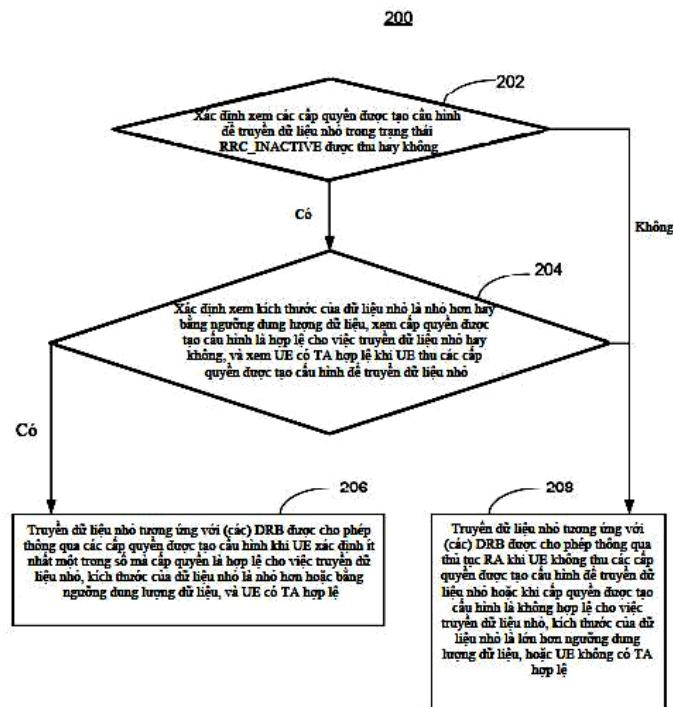 200
202
Xác định xem các cấp quyền được tạo cấu hình
để truyền dữ liệu nhỏ trong trạng thái
RRC_INACTIVE được thu hay không
Có
Không
204
Xác định xem kích thước của dữ liệu nhỏ là nhỏ hơn hay
bằng ngưỡng dung lượng dữ liệu, xem cấp quyền được
tạo cấu hình là hợp lệ cho việc truyền dữ liệu nhỏ hay
không, và xem UE có TA hợp lệ khi UE thu các cấp
quyền được tạo cấu hình để truyền dữ liệu nhỏ
Có
206
Truyền dữ liệu nhỏ tương ứng với (các) DRB được cho phép
thông qua các cấp quyền được tạo cấu hình khi UE xác định ít
nhất một trong số mà cấp quyền là hợp lệ cho việc truyền dữ
liệu nhỏ, kích thước của dữ liệu nhỏ là nhỏ hơn hoặc bằng
ngưỡng dung lượng dữ liệu, và UE có TA hợp lệ
208
Truyền dữ liệu nhỏ tương ứng với
(các) DRB được cho phép thông qua
thủ tục RA khi UE không thu các cấp
quyền được tạo cấu hình để truyền dữ
liệu nhỏ hoặc khi cấp quyền được tạo
cấu hình là không hợp lệ cho việc
truyền dữ liệu nhỏ, kích thước của dữ
liệu nhỏ là lớn hơn ngưỡng dung
lượng dữ liệu, hoặc UE không có TA
hợp lệ